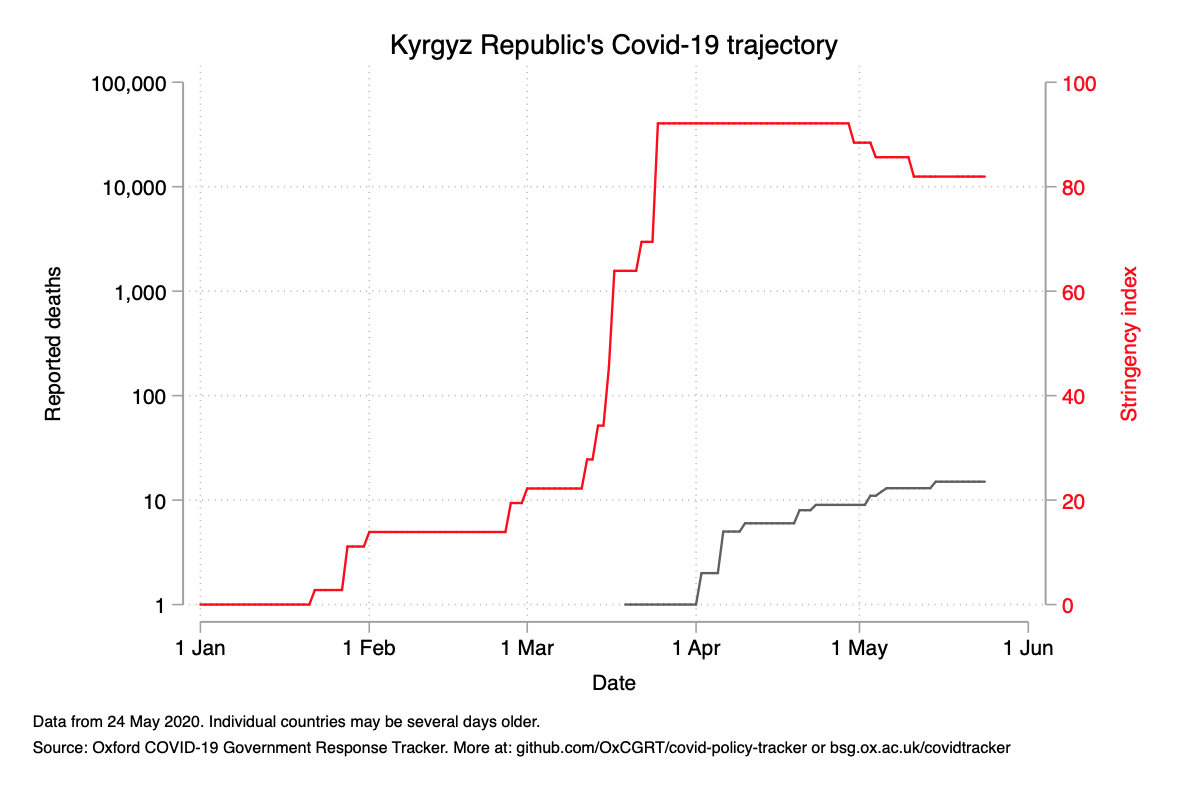 Kyrgyz Republic's Covid-19 trajectory
100,000
10,000
1,000
100
10
1
Reported deaths
100
80
60
40
20
0
Stringency index
1 Jan
1 Feb
1 Mar
1 Apr
1 May
1 Jun
Date
Data from 24 May 2020. Individual countries may be several days older.
Source: Oxford COVID-19 Government Response Tracker. More at: github.com/OxCGRT/covid-policy-tracker or bsg.ox.ac.uk/covidtracker